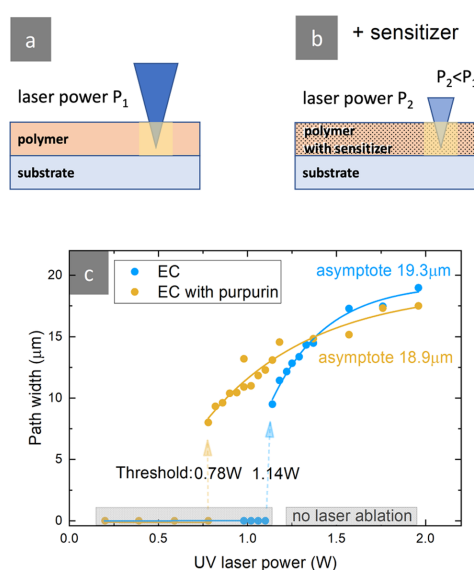 a
laser power P1
polymer
substrate
b
+ sensitizer
P2<P
laser power P2
polymer
with sensitizer
substrate
c
EC
EC with purpurin
asymptote 19.3μm
asymptote 18.9μm
Threshold:0.78W 1.14W
no laser ablation
Path width (μm)
20
15
10
5
0
0.0 0.5 1.0 1.5 2.0
UV laser power (W)